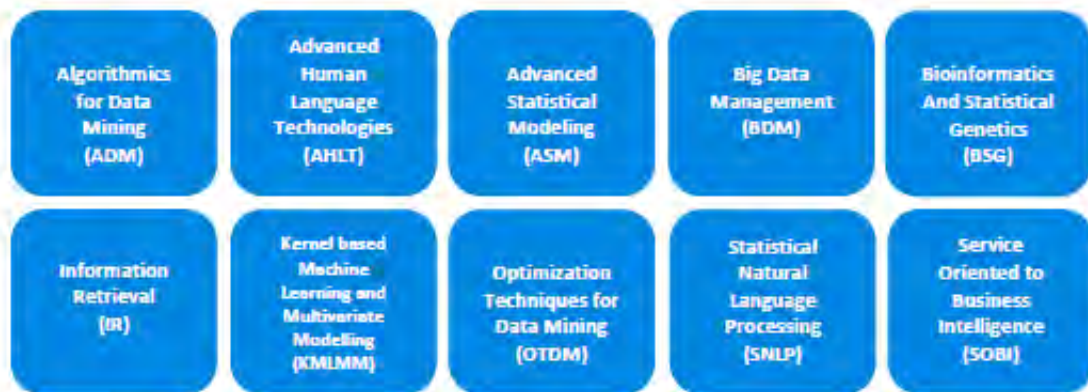 Algorithmics
for Data
Mining
(ADM)
Advanced
Human
Language
Technologies
(AHLT)
Advanced
Statistical
Modeling
(ASM)
Big Data
Management
(BDM)
Bioinformatics
And Statistical
Genetics
(BSG)
Information
Retrieval
(IR)
Kernel based
Machine
Learning and
Multivariate
Modelling
(KMLMM)
Optimization
Techniques for
Data Mining
(OTDM)
Statistical
Natural
Language
Processing
(SNLP)
Service
Oriented to
Business
Intelligence
(SOBI)